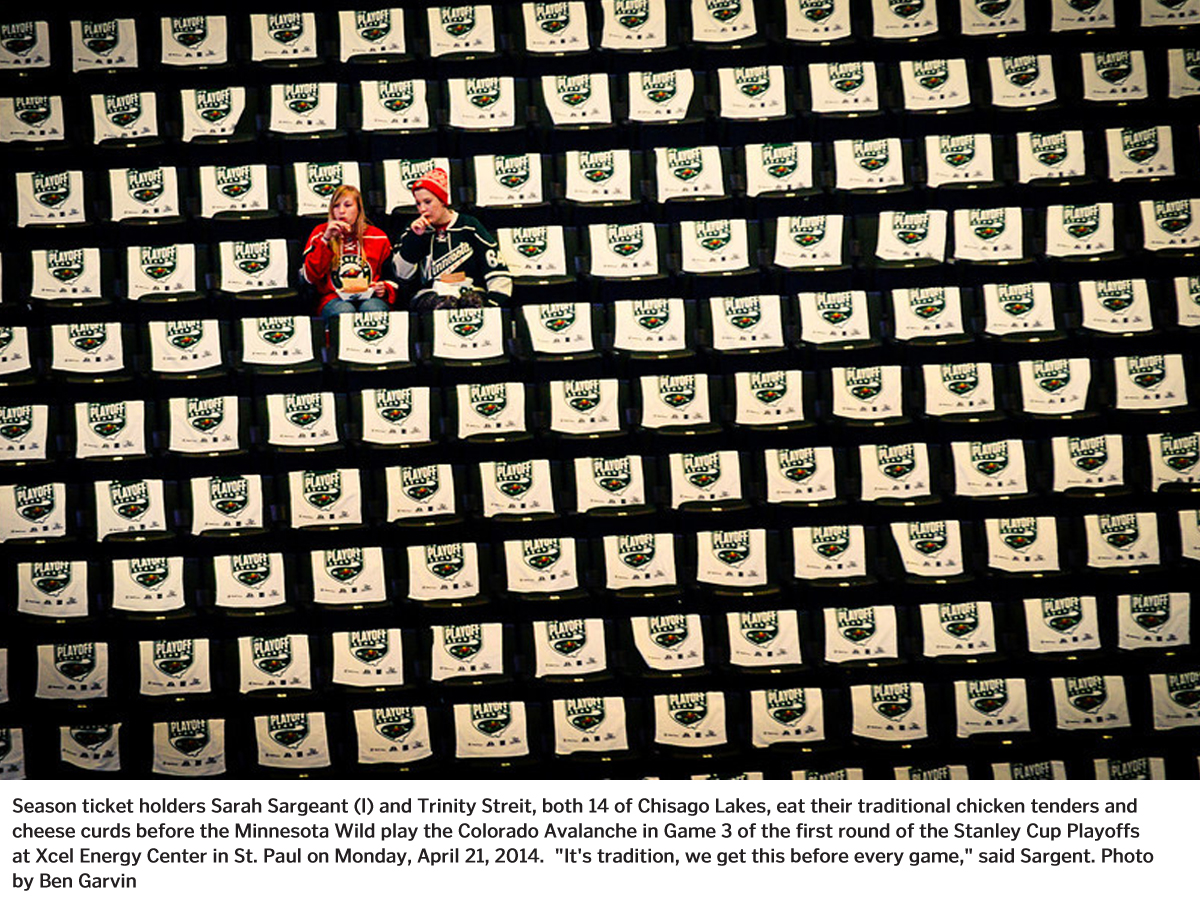 PLAYOFF
Minnesota
Season ticket holders Sarah Sargeant (l) and Trinity Streit, both 14 of Chisago Lakes, eat their traditional chicken tenders and
cheese curds before the Minnesota Wild play the Colorado Avalanche in Game 3 of the first round of the Stanley Cup Playoffs
at Xcel Energy Center in St. Paul on Monday, April 21, 2014.  "It's tradition, we get this before every game," said Sargent. Photo
by Ben Garvin